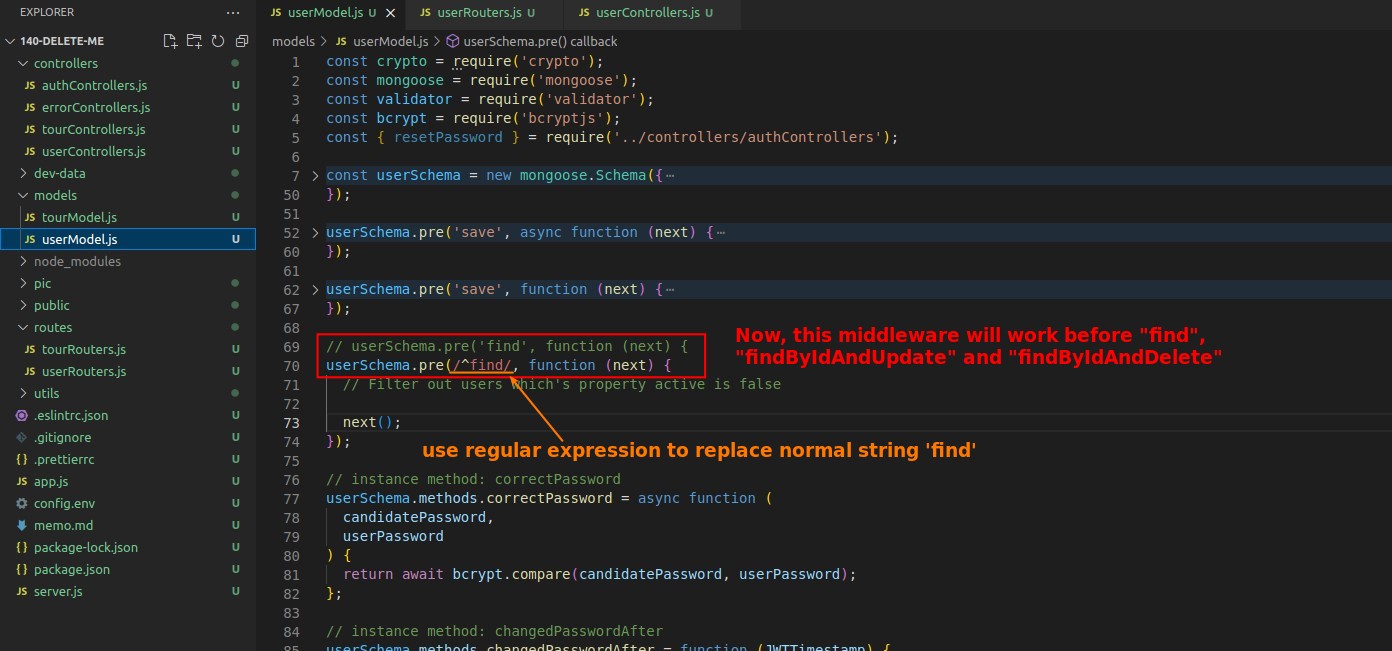 EXPLORER ...
userModel.js U
userRouters.js U
userControllers.js U
140-DELETE-ME
models > JS userModel.js > userSchema.pre() callback
controllers
JS authControllers.js U
JS errorControllers.js U
JS tourControllers.js U
JS userControllers.js U
dev-data
models
JS tourModel.js U
JS userModel.js U
node_modules
pic
public
routes
JS tourRouters.js U
JS userRouters.js U
utils
.eslintrc.json U
.gitignore U
{} .prettierrc U
JS app.js U
config.env U
memo.md U
{} package-lock.json U
{} package.json U
JS server.js U
1 const crypto = require('crypto');
2 const mongoose = require('mongoose');
3 const validator = require('validator');
4 const bcrypt = require('bcryptjs');
5 const { resetPassword } = require('../controllers/authControllers');
6
7 const userSchema = new mongoose.Schema({⋯
50 });
51
52 userSchema.pre('save', async function (next) {⋯
60 });
61
62 userSchema.pre('save', function (next) {⋯
67 });
68
69 // userSchema.pre('find', function (next) {
70 userSchema.pre(/^find/, function (next) {
71 // Filter out users which's property active is false
72
73 next();
74 });
75
76 // instance method: correctPassword
77 userSchema.methods.correctPassword = async function (
78 candidatePassword,
79 userPassword
80 ) {
81 return await bcrypt.compare(candidatePassword, userPassword);
82 };
83
84 // instance method: changedPasswordAfter
85 userSchema.methods.changedPasswordAfter = function (JWTTimestamp) {
Now, this middleware will work before "find",
"findByIdAndUpdate" and "findByIdAndDelete"
use regular expression to replace normal string 'find'